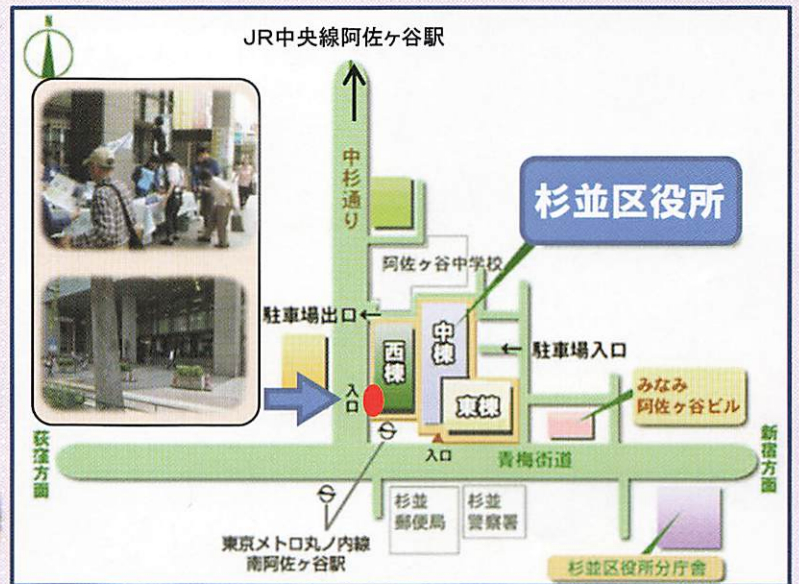 N
JR中央線阿佐ヶ谷駅
中杉通り
杉並区役所
阿佐ヶ谷中学校
駐車場出口←
中棟
西棟
←駐車場入口
東棟
みなみ
阿佐ヶ谷ビル
入口
入口
青梅街道
荻窪方面
新宿方面
杉並
郵便局
杉並
警察署
東京メトロ丸ノ内線
南阿佐ヶ谷駅
杉並区役所分庁舎